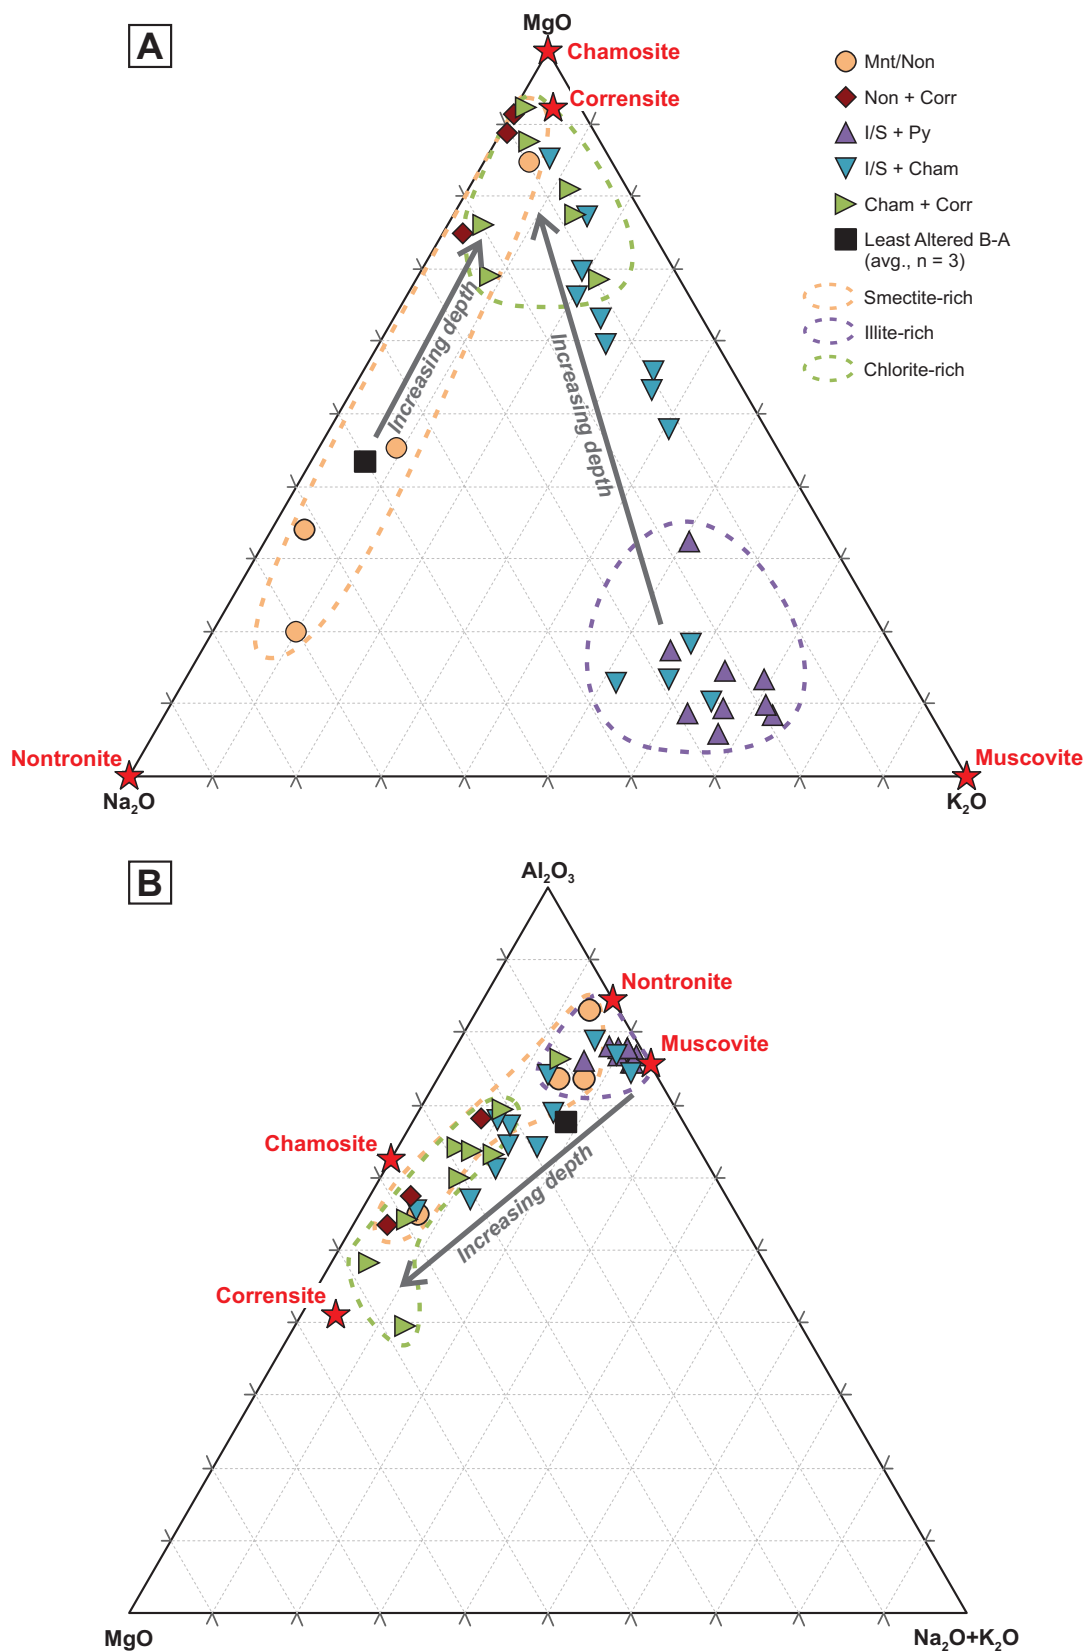 A
MgO
Chamosite
Corrensite
Mnt/Non
Non + Corr
I/S + Py
I/S + Cham
Cham + Corr
Least Altered B-A
(avg., n = 3)
Smectite-rich
Illite-rich
Chlorite-rich
Increasing depth
Increasing depth
Nontronite
Muscovite
Na₂O
K₂O
B
Al₂O₃
Nontronite
Muscovite
Chamosite
Increasing depth
Corrensite
MgO
Na₂O+K₂O